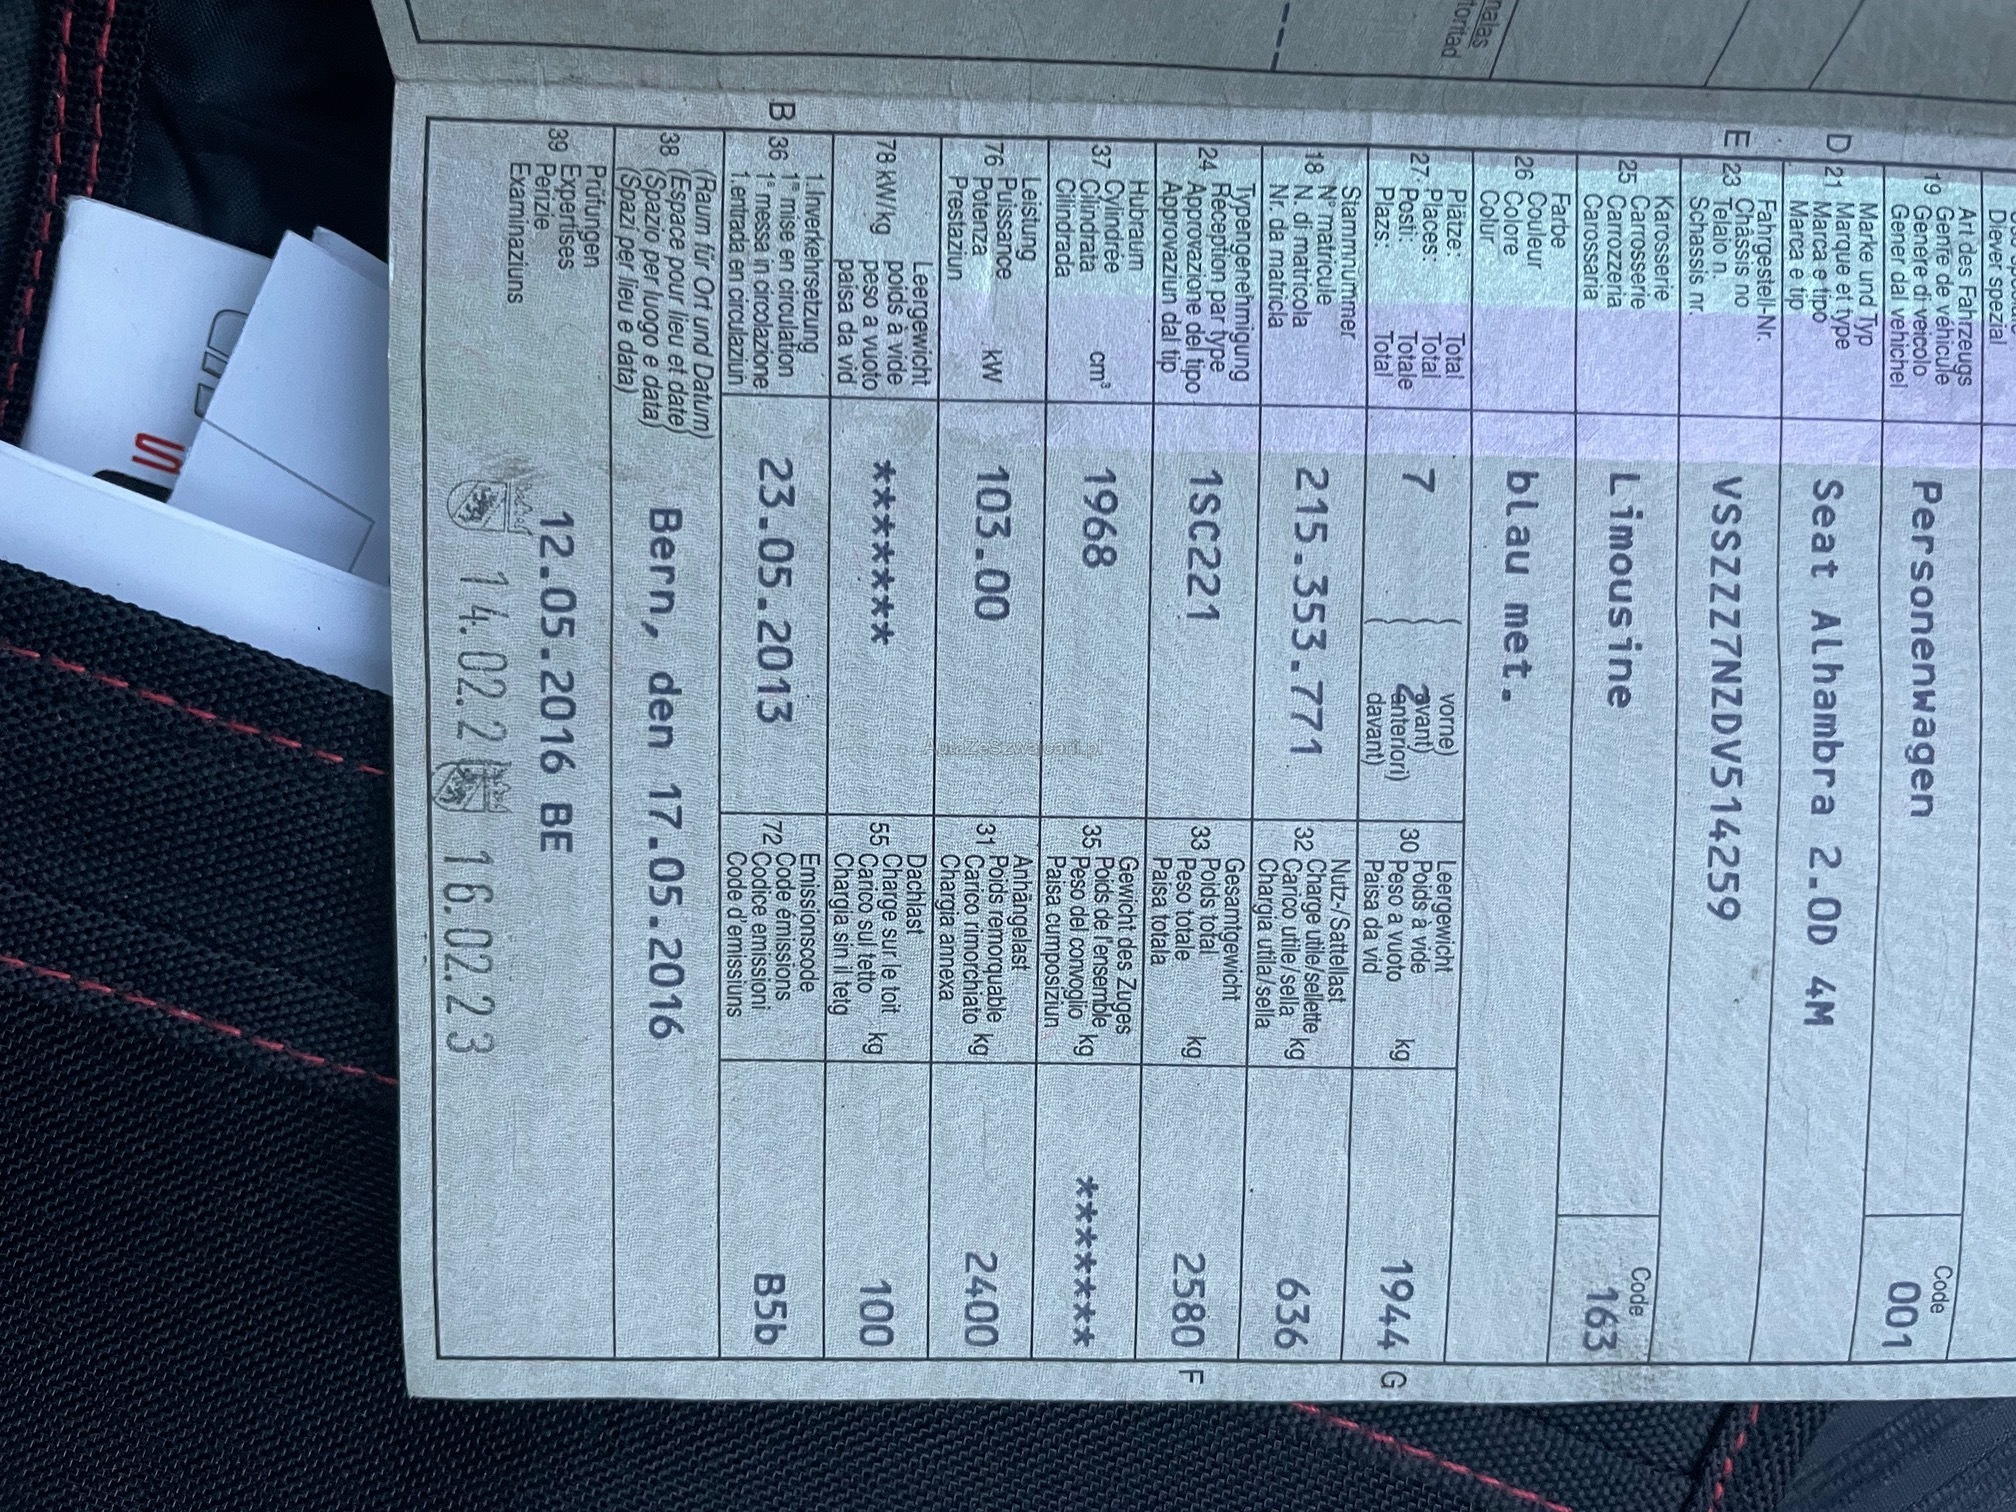 nalas
toritad
Diever spezial
Art des Fahrzeugs
19 Genre de véhicule
Genere di veicolo
Gener dal vehichel
Personenwagen
Code
001
Marke und Typ
D 21 Marque et type
Marca e tipo
Marca e tip
Seat Alhambra 2.0D 4M
Fahrgestell-Nr.
E 23 Châssis no
Telaio n.
Schassis nr.
VSSZZZ7NZDV514259
Karosserie
25 Carrosserie
Carrozzeria
Carossaria
Limousine
Code
163
Farbe
26 Couleur
Colore
Colur
blau met.
Plätze: Total
27 Places: Total
Posti: Totale
Plazs: Total
7
vorne)
avant)
anteriori)
davant)
2
Leergewicht
30 Poids à vide
Peso a vuoto kg
Paisa da vid
1944 G
Stammnummer
18 N° matricule
N. di matricola
Nr. da matricla
215.353.771
Nutz-/Sattellast
32 Charge utile/sellette
Carico utile/sella kg
Chargia utila/sella
636
Typengenehmigung
24 Réception par type
Approvazione del tipo
Approvaziun dal tip
1SC221
Gesamtgewicht
33 Poids total
Peso totale kg
Paisa totala
2580 F
Hubraum
37 Cylindrée
Cilindrata cm³
Cilindrada
1968
Gewicht des Zuges
35 Poids de l'ensemble
Peso del convoglio kg
Paisa cumposiziun
*******
Leistung
76 Puissance
Potenza kW
Prestaziun
103.00
Anhängelast
31 Poids remorquable
Carico rimorchiato kg
Chargia annexa
2400
Leergewicht
78 kW/kg poids à vide
peso a vuoto
paisa da vid
*******
Dachlast
55 Charge sur le toit
Carico sul tetto kg
Chargia sin il tetg
100
1. Inverkehrsetzung
B 36 1re mise en circulation
1a messa in circolazione
1. entrada en circulaziun
23.05.2013
Emissionscode
72 Code émissions
Codice emissioni
Code d'emissiuns
B5b
(Raum für Ort und Datum)
38 (Espace pour lieu et date)
(Spazio per luogo e data)
(Spazi per lieu e data)
Bern, den 17.05.2016
Prüfungen
39 Expertises
Perizie
Examinaziuns
12.05.2016 BE
14.02.2
16.02.23
AutaZeSzwajcarii.pl